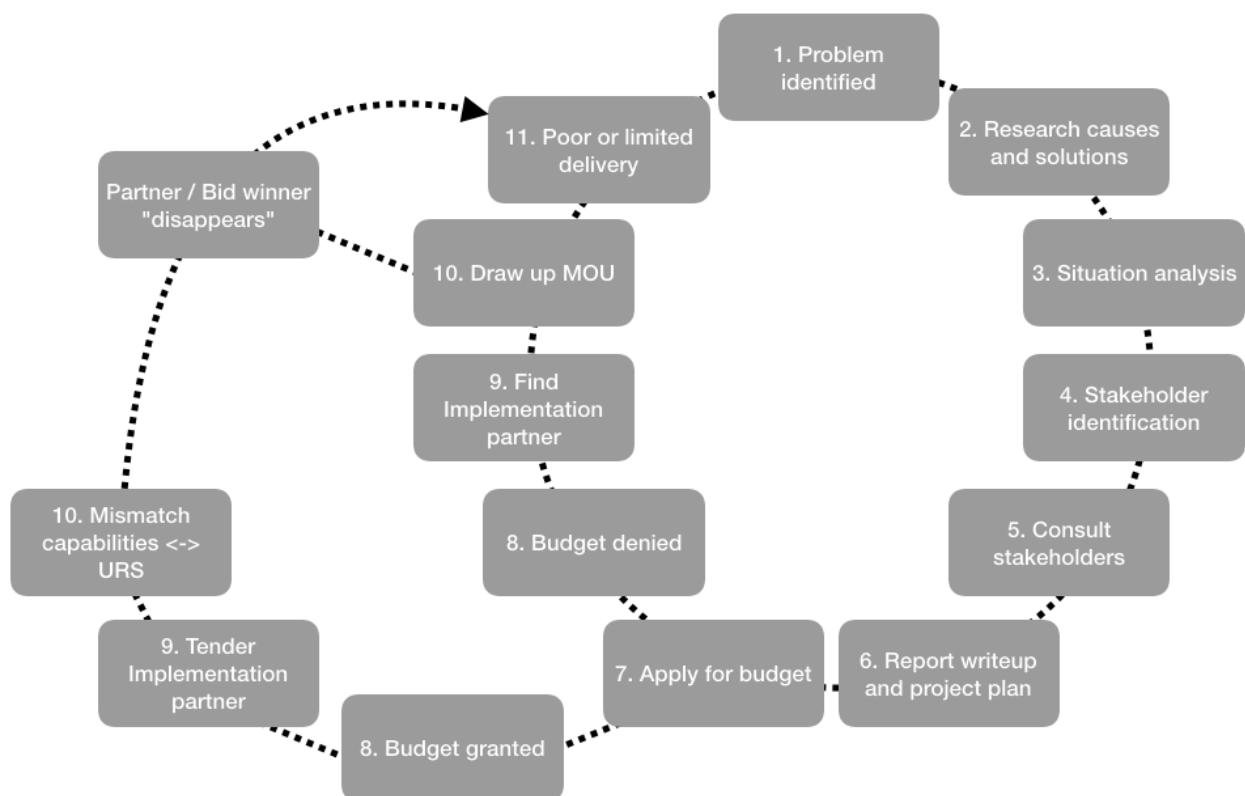 1. Problem
identified
2. Research causes
and solutions
3. Situation analysis
4. Stakeholder
identification
5. Consult
stakeholders
6. Report writeup
and project plan
7. Apply for budget
8. Budget denied
9. Find
Implementation
partner
10. Draw up MOU
8. Budget granted
9. Tender
Implementation
partner
10. Mismatch
capabilities <->
URS
Partner / Bid winner
"disappears"
11. Poor or limited
delivery